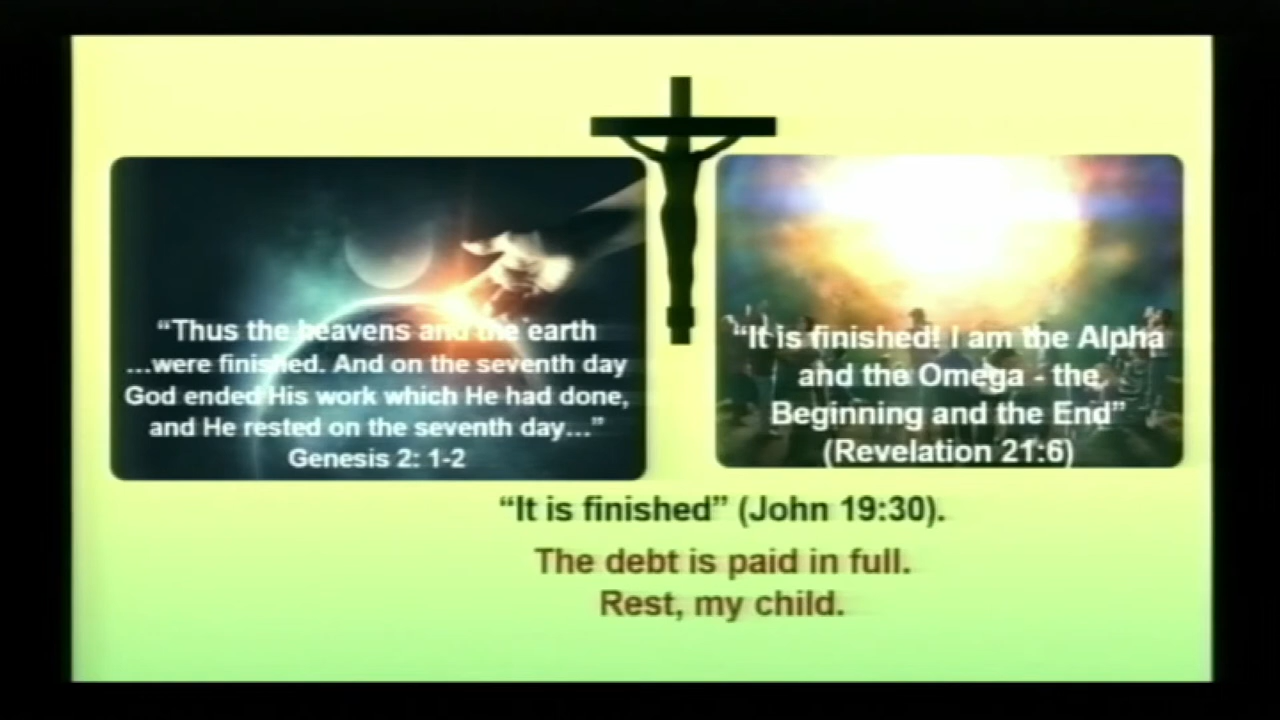 “Thus the heavens and the earth
...were finished. And on the seventh day
God ended His work which He had done,
and He rested on the seventh day...”
Genesis 2: 1-2
“It is finished! I am the Alpha
and the Omega - the
Beginning and the End”
(Revelation 21:6)
“It is finished” (John 19:30).
The debt is paid in full.
Rest, my child.